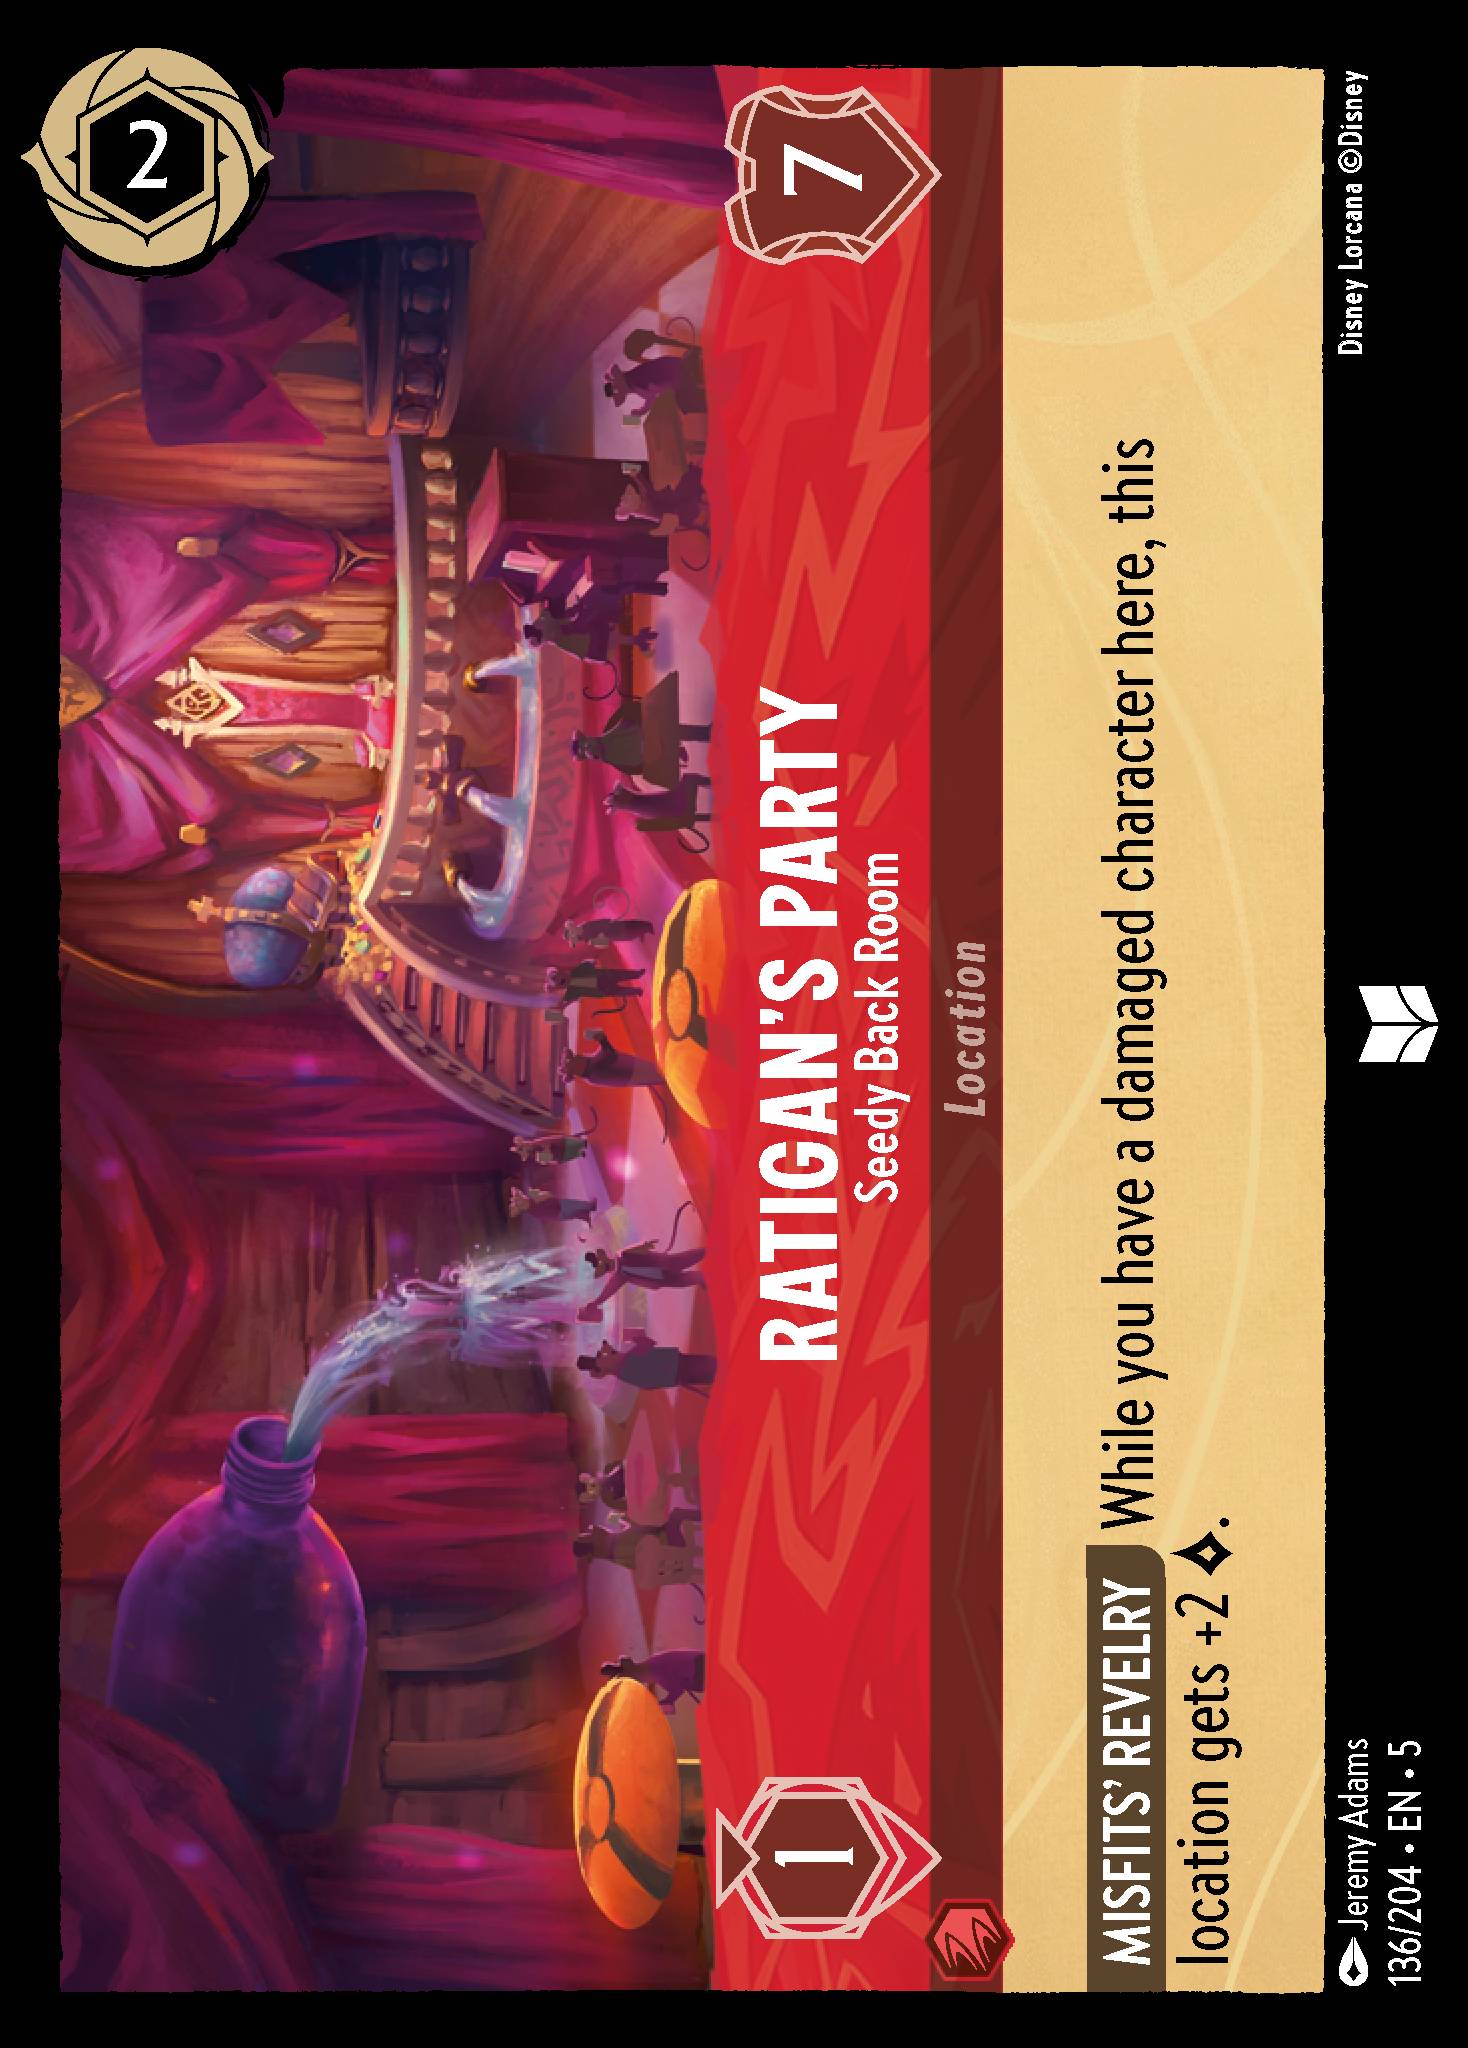 2
1
RATIGAN'S PARTY
7
Seedy Back Room
Location
MISFITS' REVELRY While you have a damaged character here, this
location gets +2 .
Jeremy Adams
Disney Lorcana ©Disney
136/204 • EN • 5